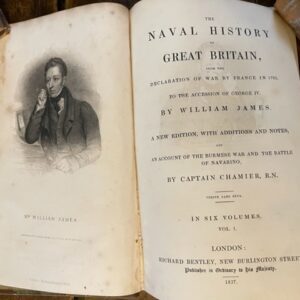 THE
NAVAL HISTORY
OF
GREAT BRITAIN,
FROM THE
DECLARATION OF WAR BY FRANCE IN 1793,
TO THE ACCESSION OF GEORGE IV.
BY WILLIAM JAMES.
A NEW EDITION, WITH ADDITIONS AND NOTES,
AND
AN ACCOUNT OF THE BURMESE WAR AND THE BATTLE
OF NAVARINO.
BY CAPTAIN CHAMIER, R.N.
IN SIX VOLUMES.
VOL. I.
LONDON:
RICHARD BENTLEY, NEW BURLINGTON STREET
Publisher in Ordinary to his Majesty.
1837.
MR WILLIAM JAMES.